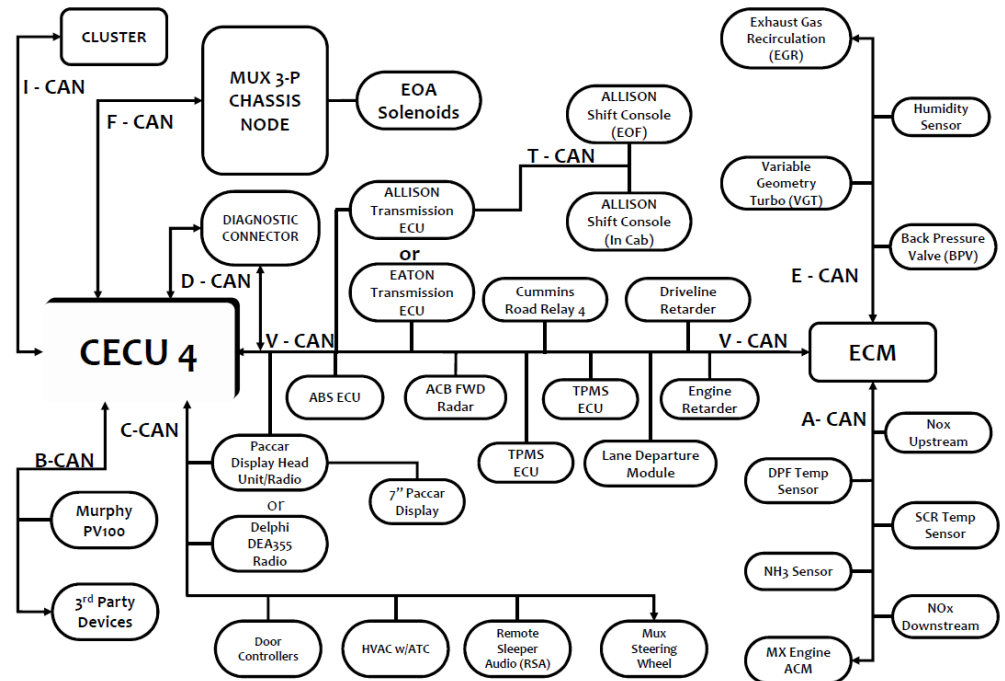 CLUSTER
I - CAN
MUX 3-P
CHASSIS
NODE
F - CAN
EOA
Solenoids
ALLISON
Shift Console
(EOF)
T - CAN
ALLISON
Shift Console
(In Cab)
ALLISON
Transmission
ECU
or
EATON
Transmission
ECU
DIAGNOSTIC
CONNECTOR
D - CAN
Exhaust Gas
Recirculation
(EGR)
Humidity
Sensor
Variable
Geometry
Turbo (VGT)
Back Pressure
Valve (BPV)
E - CAN
Cummins
Road Relay 4
Driveline
Retarder
CECU 4
V - CAN
V - CAN
ECM
ABS ECU
ACB FWD
Radar
TPMS
ECU
Engine
Retarder
TPMS
ECU
Lane Departure
Module
C-CAN
B-CAN
Paccar
Display Head
Unit/Radio
7” Paccar
Display
or
Delphi
DEA355
Radio
Murphy
PV100
3rd Party
Devices
Door
Controllers
HVAC w/ATC
Remote
Sleeper
Audio (RSA)
Mux
Steering
Wheel
A- CAN
Nox
Upstream
DPF Temp
Sensor
SCR Temp
Sensor
NH3 Sensor
NOx
Downstream
MX Engine
ACM